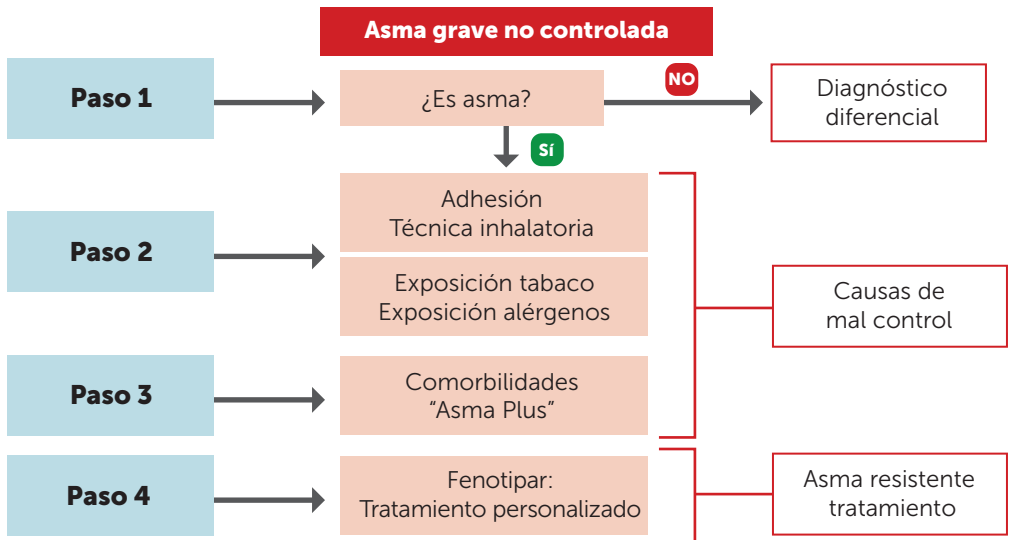 Asma grave no controlada
Paso 1
¿Es asma?
NO
Diagnóstico
diferencial
Sí
Paso 2
Adhesión
Técnica inhalatoria
Exposición tabaco
Exposición alérgenos
Causas de
mal control
Paso 3
Comorbilidades
“Asma Plus”
Paso 4
Fenotipar:
Tratamiento personalizado
Asma resistente
tratamiento